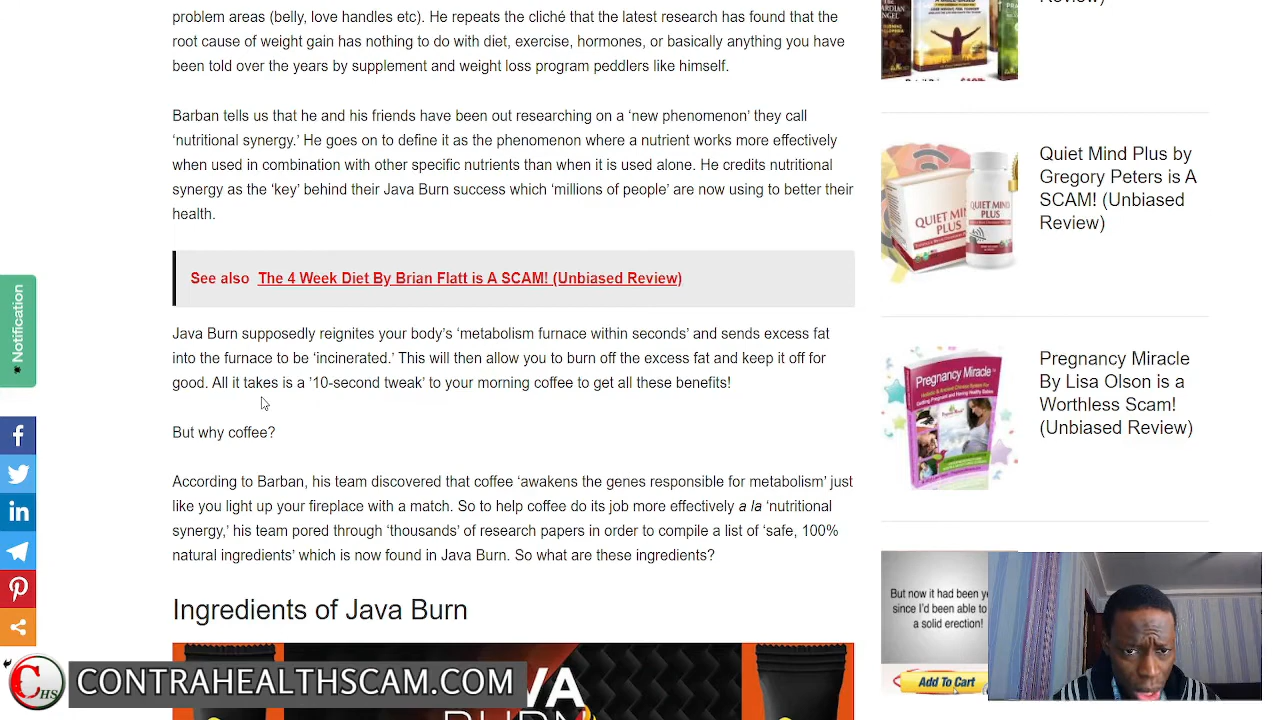 problem areas (belly, love handles etc). He repeats the cliché that the latest research has found that the
root cause of weight gain has nothing to do with diet, exercise, hormones, or basically anything you have
been told over the years by supplement and weight loss program peddlers like himself.
Barban tells us that he and his friends have been out researching on a ‘new phenomenon’ they call
‘nutritional synergy.’ He goes on to define it as the phenomenon where a nutrient works more effectively
when used in combination with other specific nutrients than when it is used alone. He credits nutritional
synergy as the ‘key’ behind their Java Burn success which ‘millions of people’ are now using to better their
health.
See also The 4 Week Diet By Brian Flatt is A SCAM! (Unbiased Review)
Java Burn supposedly reignites your body’s ‘metabolism furnace within seconds’ and sends excess fat
into the furnace to be ‘incinerated.’ This will then allow you to burn off the excess fat and keep it off for
good. All it takes is a ’10-second tweak’ to your morning coffee to get all these benefits!
But why coffee?
According to Barban, his team discovered that coffee ‘awakens the genes responsible for metabolism’ just
like you light up your fireplace with a match. So to help coffee do its job more effectively a la ‘nutritional
synergy,’ his team pored through ‘thousands’ of research papers in order to compile a list of ‘safe, 100%
natural ingredients’ which is now found in Java Burn. So what are these ingredients?
Ingredients of Java Burn
BURN
Notification
CHS
CONTRAHEALTHSCAM.COM
Review)
QUIET MIND
PLUS
QUIET MIN
PLUS
Quiet Mind Plus by
Gregory Peters is A
SCAM! (Unbiased
Review)
Pregnancy Miracle
Pregnancy Miracle
By Lisa Olson is a
Worthless Scam!
(Unbiased Review)
But now it had been ye
since I'd been able to
a solid erection!
Add To Cart